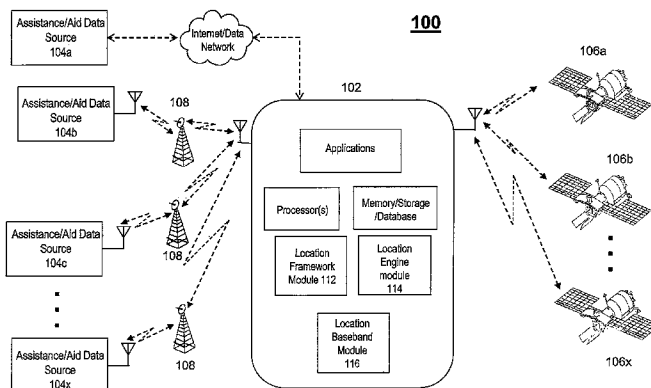 100
Assistance/Aid Data
Source
104a
Internet/Data
Network
106a
102
Assistance/Aid Data
Source
104b
108
Applications
106b
Processor(s)
Memory/Storage
/Database
Assistance/Aid Data
Source
104c
108
Location
Framework
Module 112
Location
Engine
module
114
108
Location
Baseband
Module
116
Assistance/Aid Data
Source
104x
106x